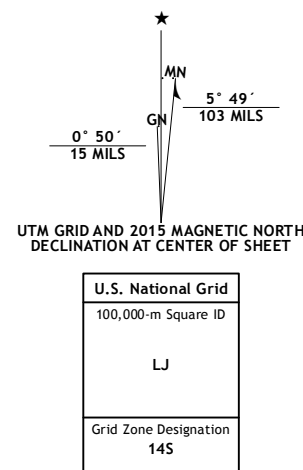 ★
MN
GN
5° 49´
103 MILS
0° 50´
15 MILS
UTM GRID AND 2015 MAGNETIC NORTH
DECLINATION AT CENTER OF SHEET
U.S. National Grid
100,000-m Square ID
LJ
Grid Zone Designation
14S